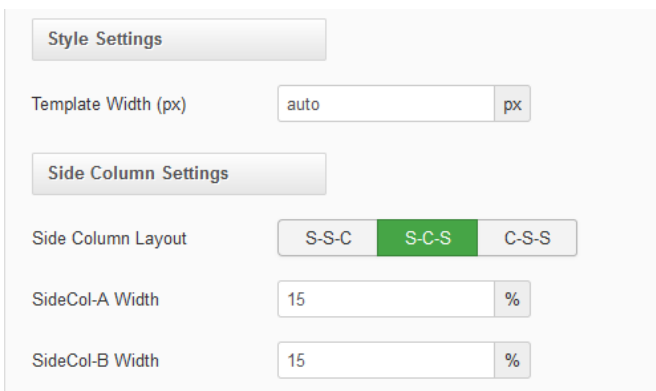 Style Settings
Template Width (px) auto px
Side Column Settings
Side Column Layout S-S-C S-C-S C-S-S
SideCol-A Width 15 %
SideCol-B Width 15 %